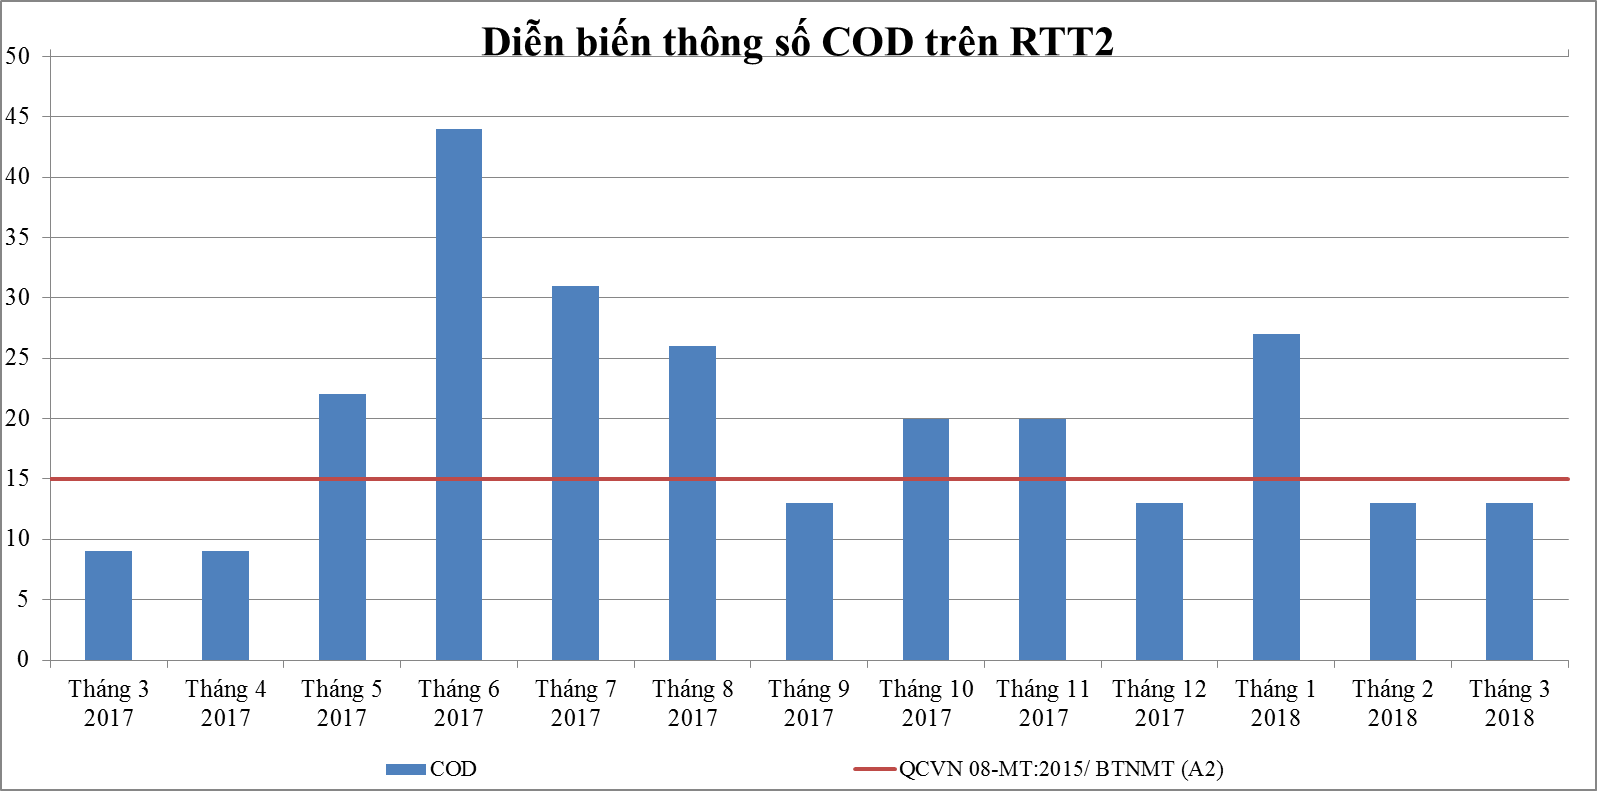 Diễn biến thông số COD trên RTT2
50
45
40
35
30
25
20
15
10
5
0
Tháng 3 2017
Tháng 4 2017
Tháng 5 2017
Tháng 6 2017
Tháng 7 2017
Tháng 8 2017
Tháng 9 2017
Tháng 10 2017
Tháng 11 2017
Tháng 12 2017
Tháng 1 2018
Tháng 2 2018
Tháng 3 2018
COD
QCVN 08-MT:2015/ BTNMT (A2)